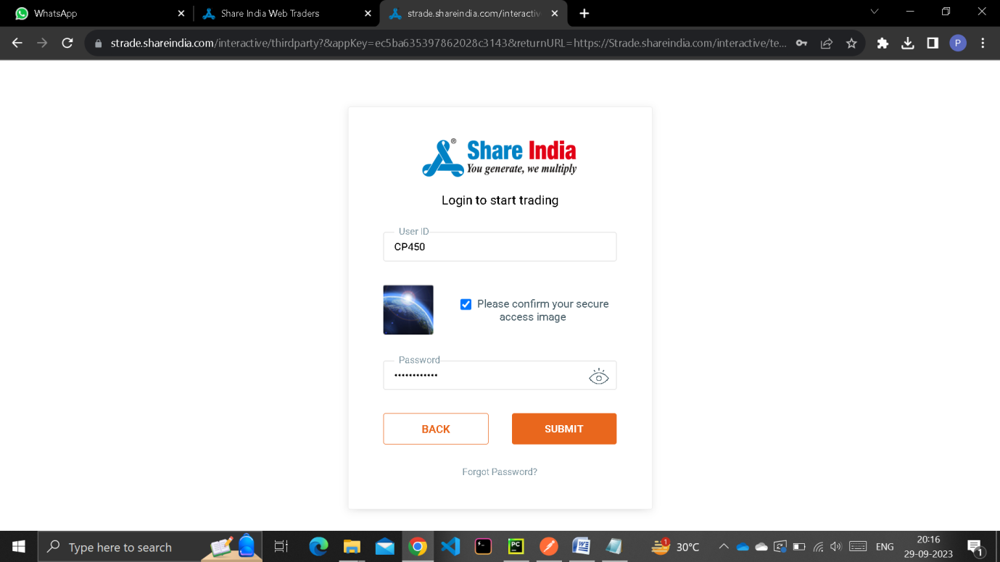 WhatsApp
Share India Web Traders
strade.shareindia.com/interactiv
strade.shareindia.com/interactive/thirdparty?&appKey=ec5ba635397862028c3143&returnURL=https://Strade.shareindia.com/interactive/te...
P
Share India
®
You generate, we multiply
Login to start trading
User ID
CP450
Please confirm your secure
access image
Password
••••••••••••
BACK
SUBMIT
Forgot Password?
Type here to search
PC
W
1
30°C
ENG
20:16
29-09-2023
1